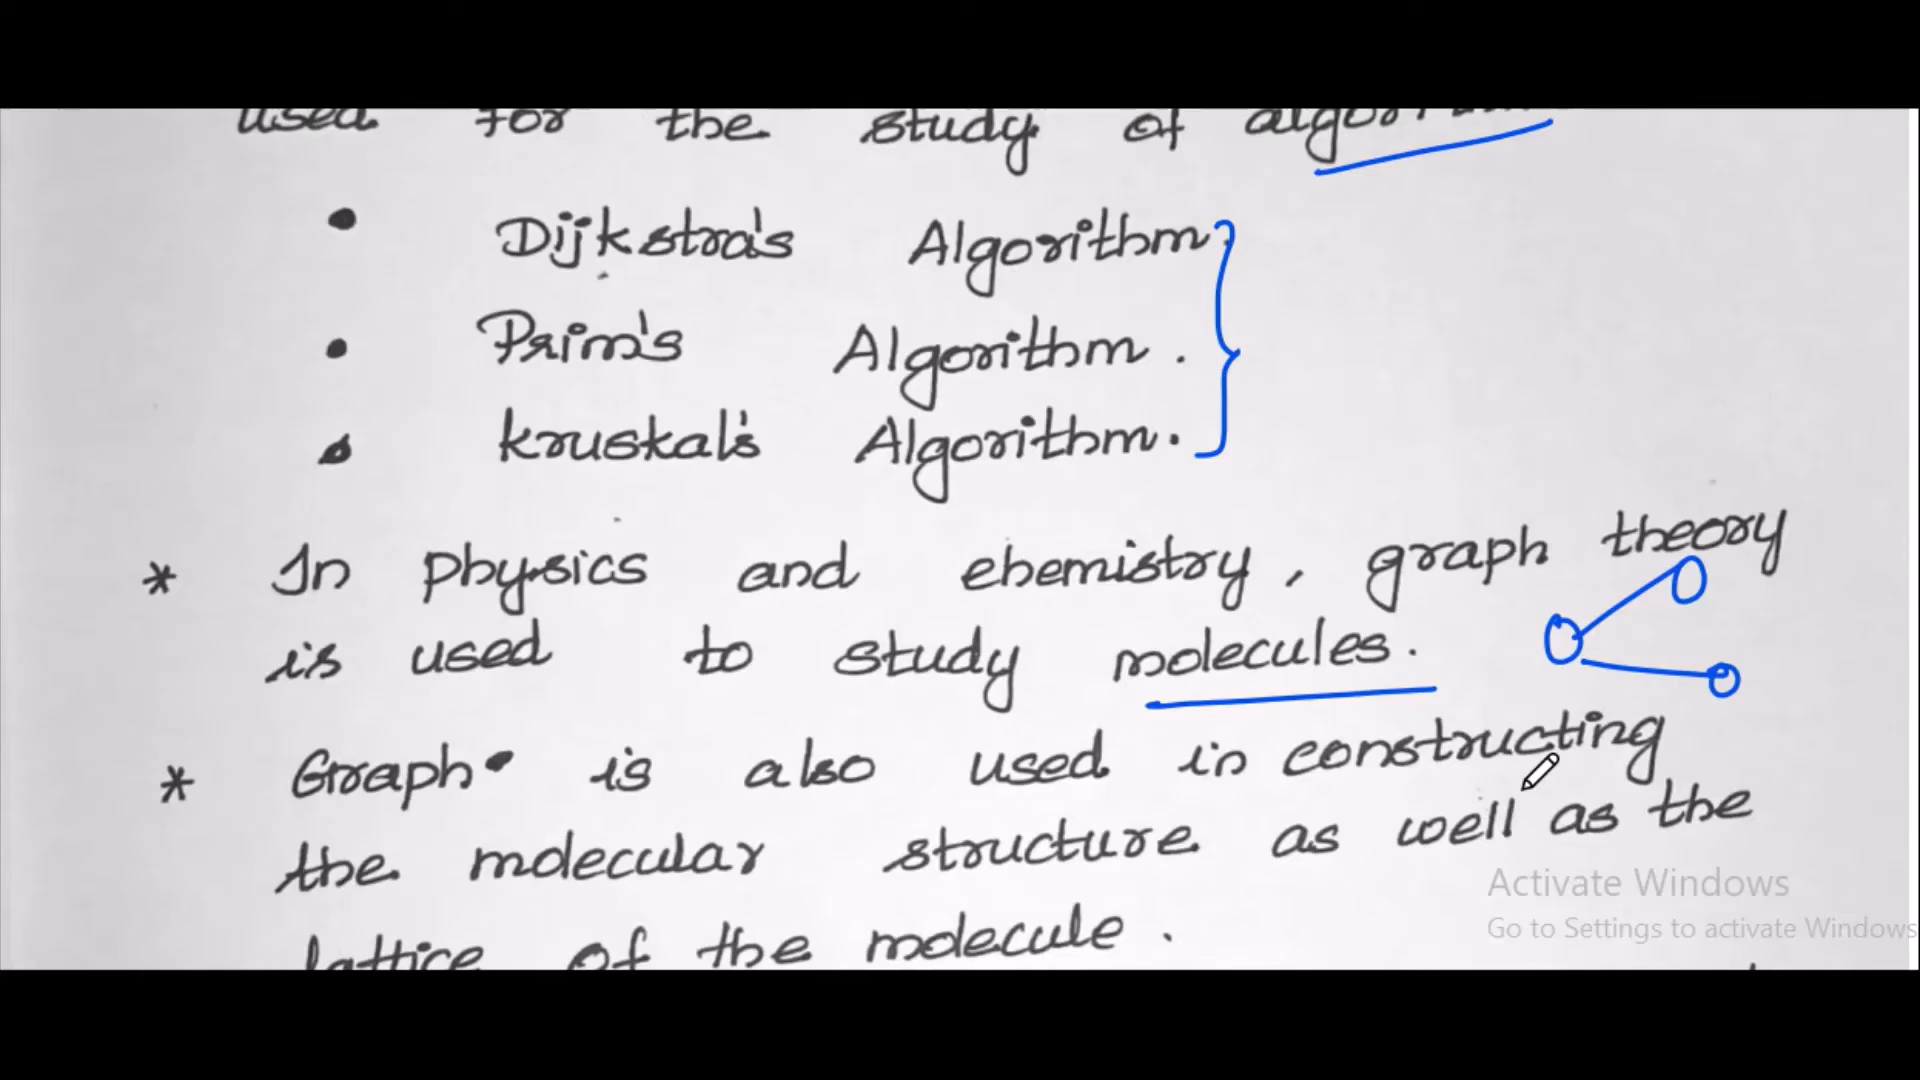 used for the study of algorithm
• Dijkstra's Algorithm.
• Prim's Algorithm.
• Kruskal's Algorithm.
* In physics and chemistry, graph theory
is used to study molecules.
* Graph is also used in constructing
the molecular structure as well as the
lattice of the molecule.
Activate Windows
Go to Settings to activate Windows